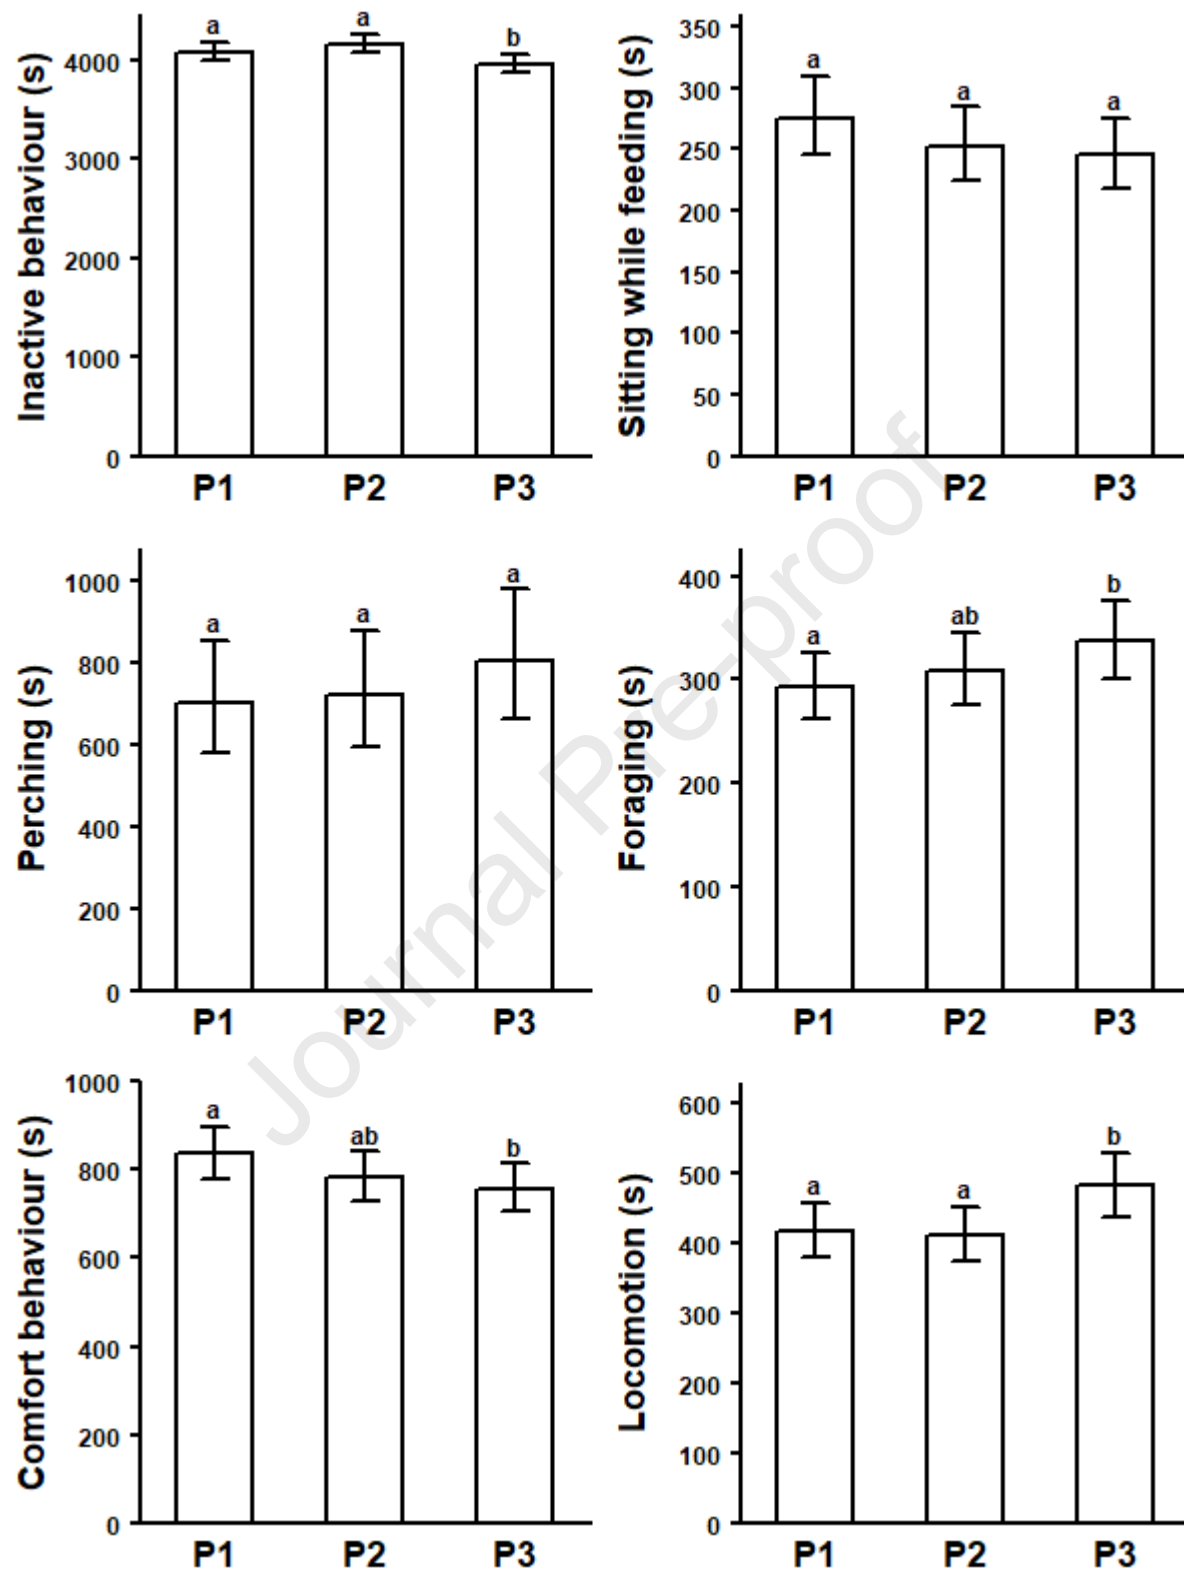 Inactive behaviour (s)
4000
3000
2000
1000
0
a
a
b
P1 P2 P3
Sitting while feeding (s)
350
300
250
200
150
100
50
0
a
a
a
P1 P2 P3
Perching (s)
1000
800
600
400
200
0
a
a
a
P1 P2 P3
Foraging (s)
400
300
200
100
0
a
ab
b
P1 P2 P3
Comfort behaviour (s)
1000
800
600
400
200
0
a
ab
b
P1 P2 P3
Locomotion (s)
600
500
400
300
200
100
0
a
a
b
P1 P2 P3
Journal Pre-proof